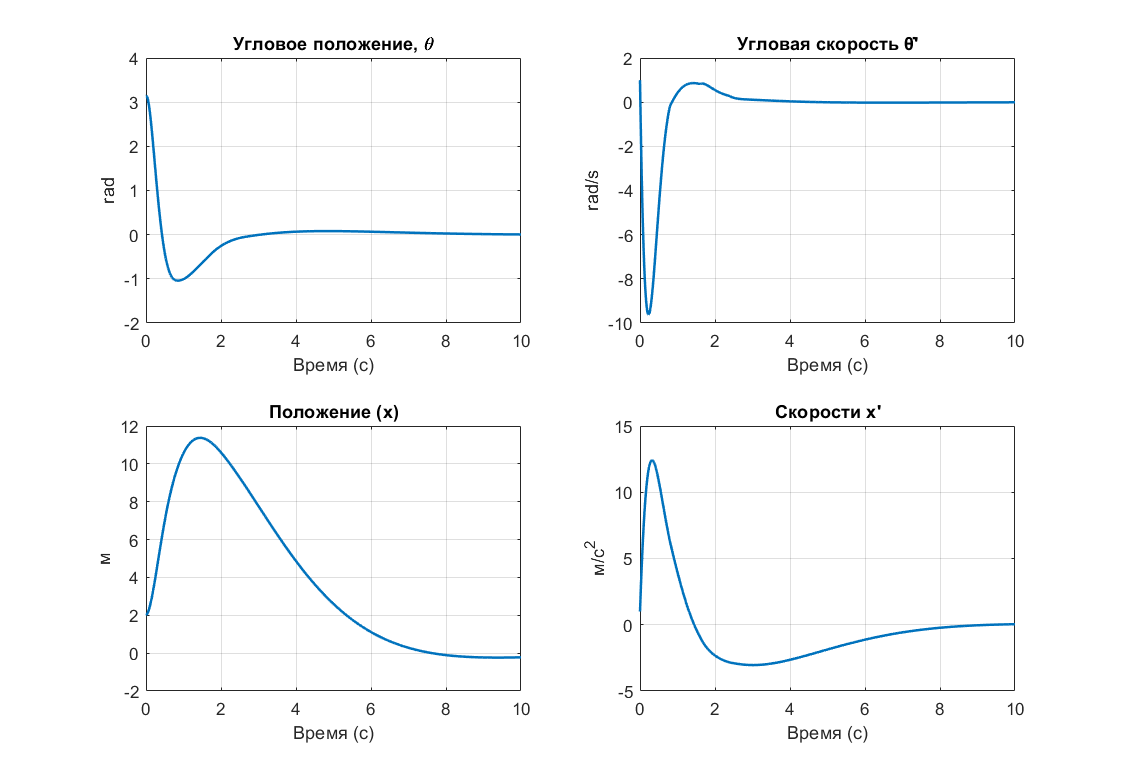 Угловое положение, θ
4
3
2
1
0
-1
-2
rad
0 2 4 6 8 10
Время (с)
Угловая скорость θ''
2
0
-2
-4
-6
-8
-10
rad/s
0 2 4 6 8 10
Время (с)
Положение (x)
12
10
8
6
4
2
0
-2
м
0 2 4 6 8 10
Время (с)
Скорости x'
15
10
5
0
-5
м/с²
0 2 4 6 8 10
Время (с)